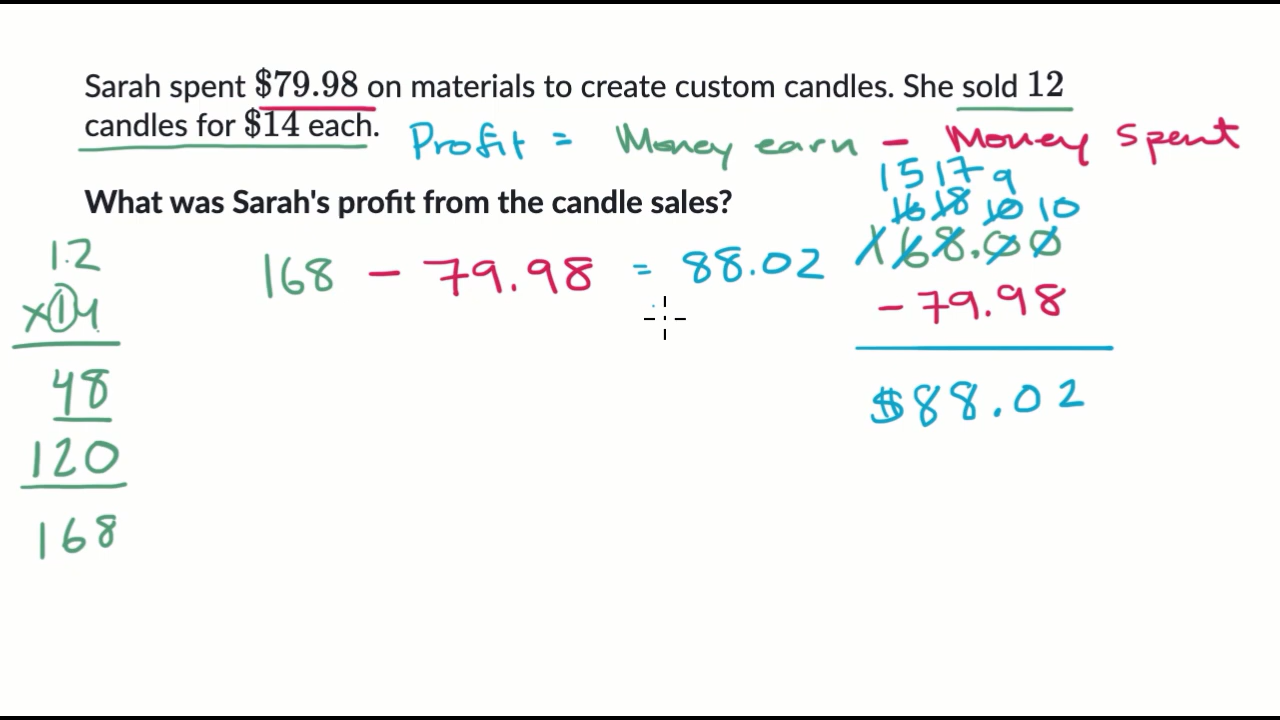 Sarah spent $79.98 on materials to create custom candles. She sold 12
candles for $14 each.
Profit = Money earn - Money Spent
What was Sarah's profit from the candle sales?
12
x14
48
120
168
168 - 79.98 = 88.02
15 17 9
16 18 10 10
168.00
- 79.98
$88.02